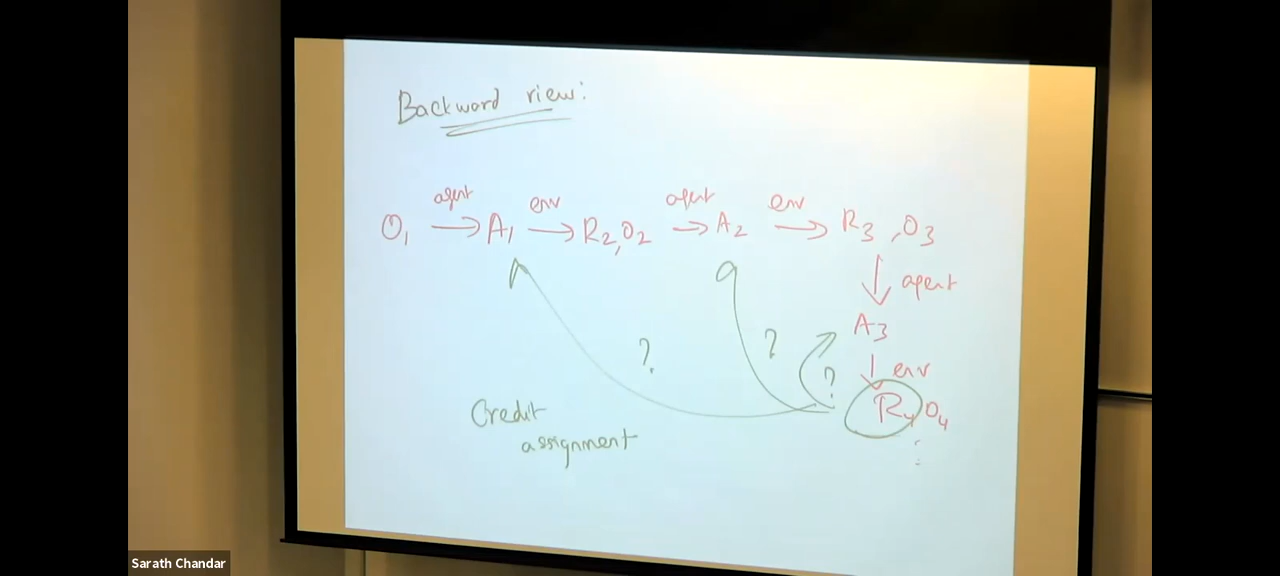 Backward view:
agent env agent env
O1 → A1 → R2,O2 → A2 → R3,O3
agent
A3
? ? ? env
R4 O4
Credit
assignment
Sarath Chandar